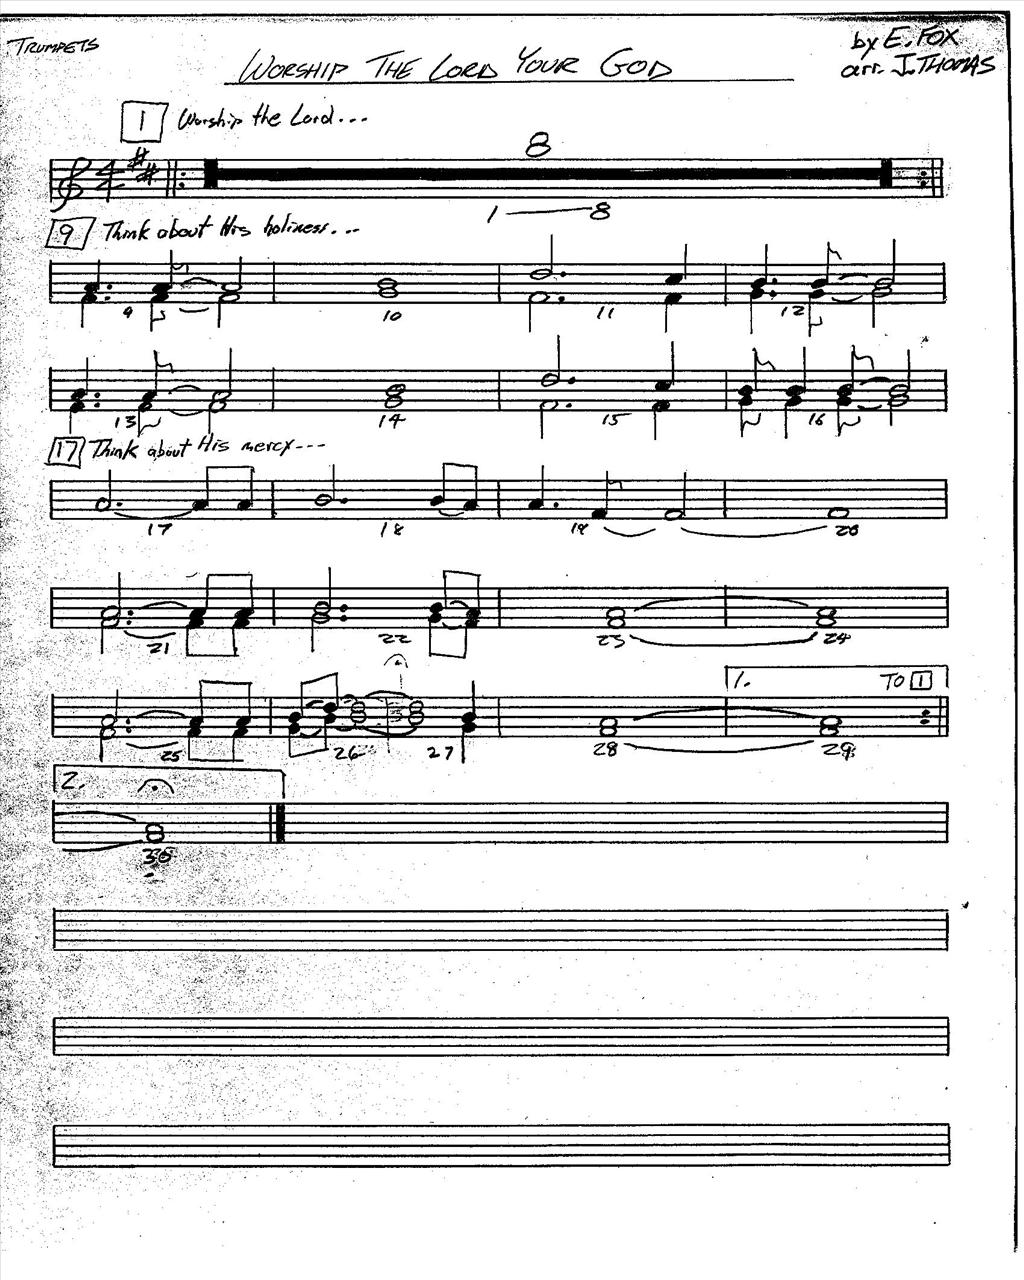 TRUMPETS
WORSHIP THE LORD YOUR GOD
by E. FOX
arr. J. THOMAS
1 Worship the Lord...
8
1 — 8
9 Think about His holiness...
9 10 11 12
13 14 15 16
17 Think about His mercy---
17 18 19 20
21 22 23 24
1. TO 1
25 26 27 28 29
2.
30